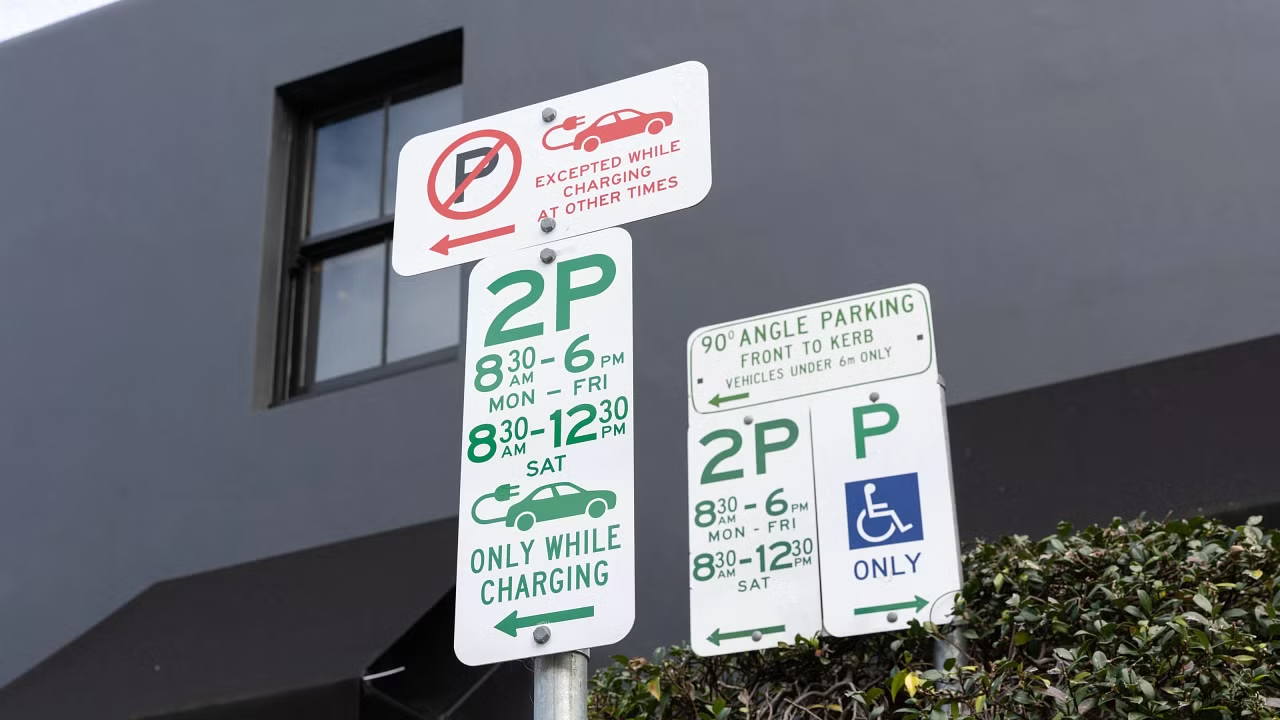 P
EXCEPTED WHILE
CHARGING
AT OTHER TIMES
2P
8 30 AM - 6 PM
MON - FRI
8 30 AM - 12 30 PM
SAT
ONLY WHILE
CHARGING
90° ANGLE PARKING
FRONT TO KERB
VEHICLES UNDER 6m ONLY
2P
8 30 AM - 6 PM
MON - FRI
8 30 AM - 12 30 PM
SAT
P
ONLY